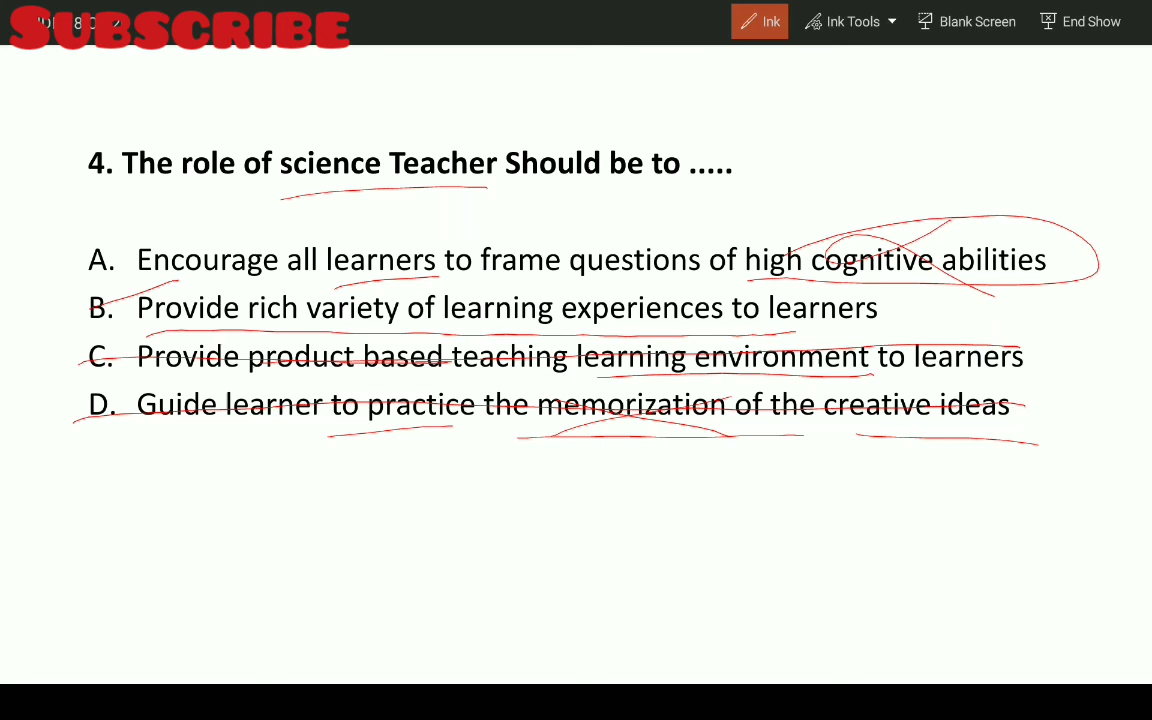 SUBSCRIBE
Ink
Ink Tools
Blank Screen
End Show
4. The role of science Teacher Should be to .....
A. Encourage all learners to frame questions of high cognitive abilities
B. Provide rich variety of learning experiences to learners
C. Provide product based teaching learning environment to learners
D. Guide learner to practice the memorization of the creative ideas